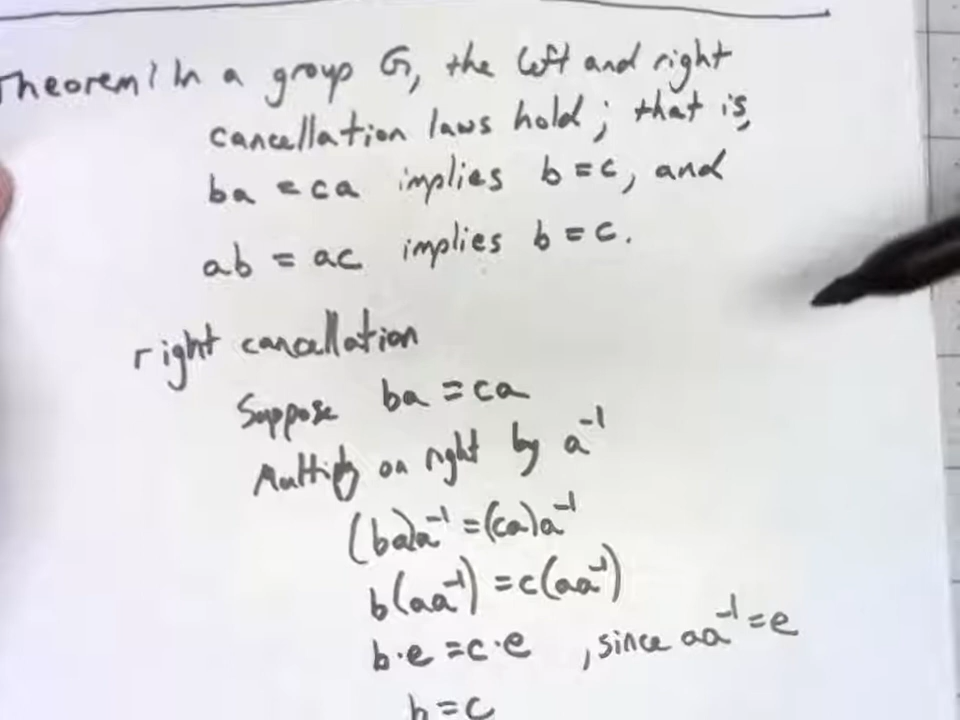 Theorem: In a group G, the left and right
cancellation laws hold; that is,
ba = ca implies b = c, and
ab = ac implies b = c.
right cancellation
Suppose ba = ca
Multiply on right by a⁻¹
(ba)a⁻¹ = (ca)a⁻¹
b(aa⁻¹) = c(aa⁻¹)
b·e = c·e , since aa⁻¹ = e
b = c